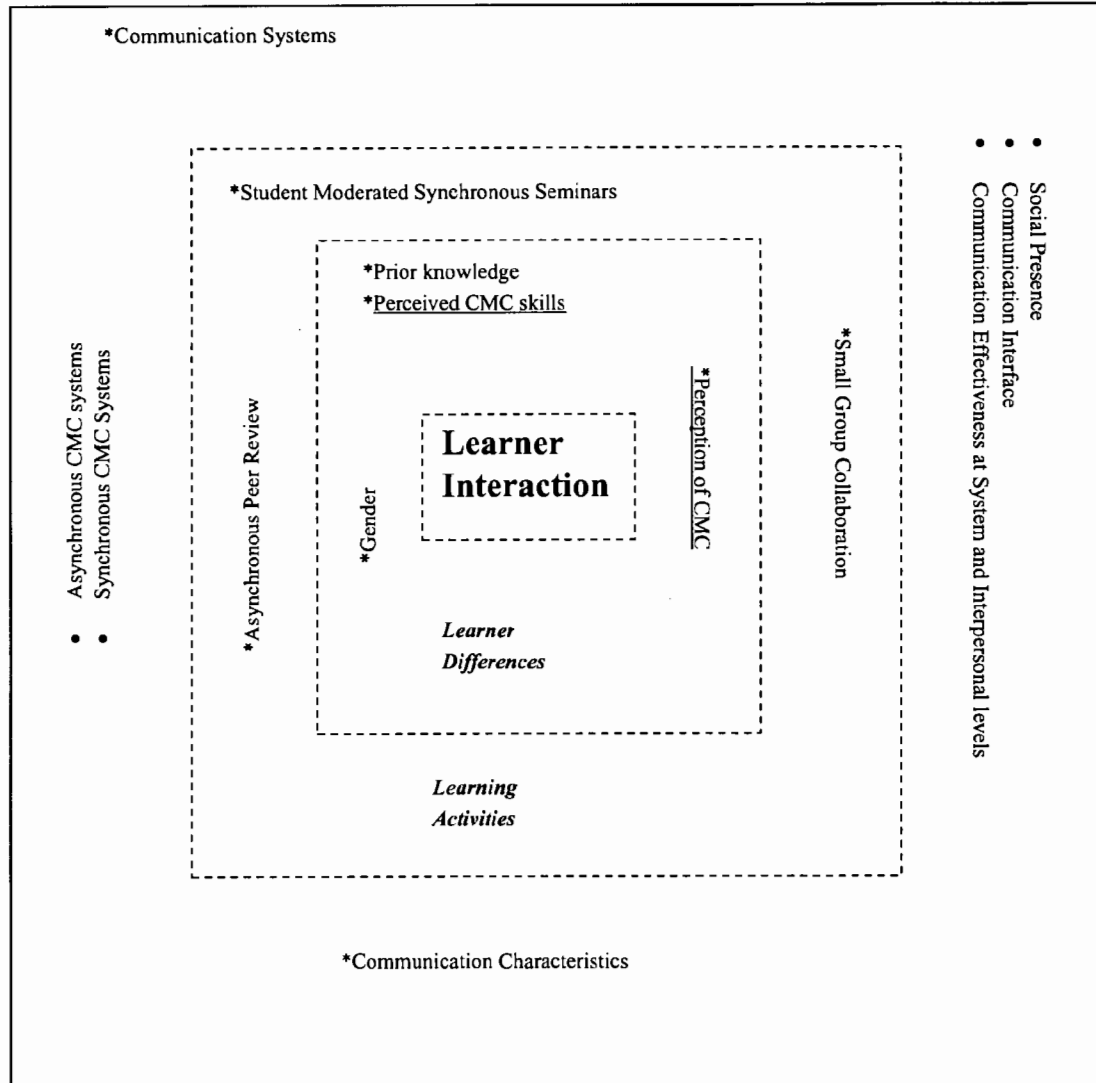 *Communication Systems
*Student Moderated Synchronous Seminars
*Prior knowledge
*Perceived CMC skills
Learner
Interaction
*Gender
*Perception of CMC
Learner
Differences
*Asynchronous Peer Review
*Small Group Collaboration
Learning
Activities
• Asynchronous CMC systems
• Synchronous CMC Systems
• Social Presence
• Communication Interface
• Communication Effectiveness at System and Interpersonal levels
*Communication Characteristics